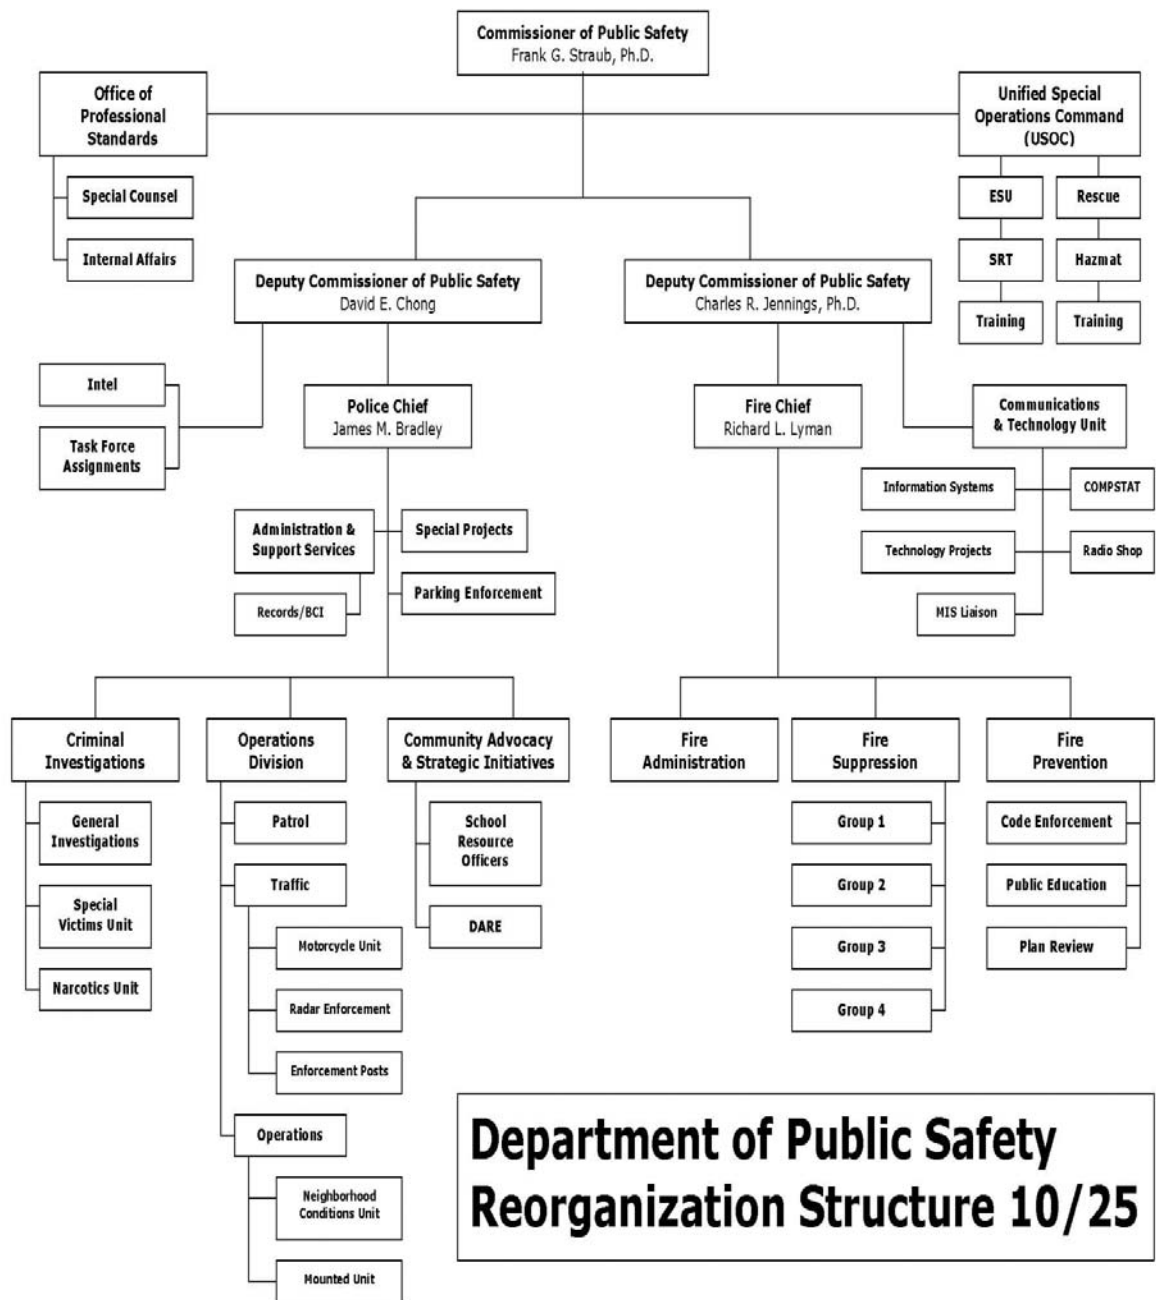 Commissioner of Public Safety
Frank G. Straub, Ph.D.
Office of
Professional
Standards
Unified Special
Operations Command
(USOC)
Special Counsel
Internal Affairs
ESU
Rescue
SRT
Hazmat
Training
Training
Deputy Commissioner of Public Safety
David E. Chong
Deputy Commissioner of Public Safety
Charles R. Jennings, Ph.D.
Intel
Task Force
Assignments
Police Chief
James M. Bradley
Fire Chief
Richard L. Lyman
Communications
& Technology Unit
Information Systems
COMPSTAT
Technology Projects
Radio Shop
MIS Liaison
Administration &
Support Services
Special Projects
Records/BCI
Parking Enforcement
Criminal
Investigations
General
Investigations
Special
Victims Unit
Narcotics Unit
Operations
Division
Patrol
Traffic
Motorcycle Unit
Radar Enforcement
Enforcement Posts
Operations
Neighborhood
Conditions Unit
Mounted Unit
Community Advocacy
& Strategic Initiatives
School
Resource
Officers
DARE
Fire
Administration
Fire
Suppression
Group 1
Group 2
Group 3
Group 4
Fire
Prevention
Code Enforcement
Public Education
Plan Review
Department of Public Safety
Reorganization Structure 10/25